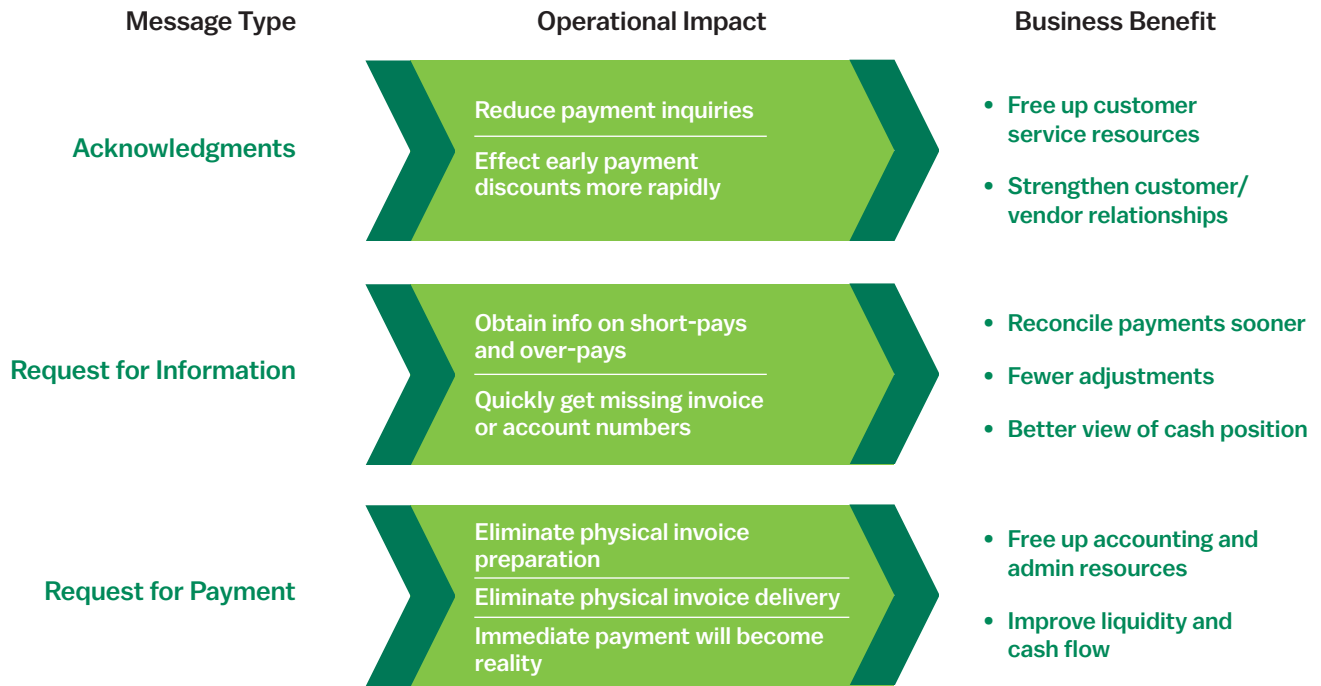 Message Type
Operational Impact
Business Benefit
Acknowledgments
Reduce payment inquiries
Effect early payment
discounts more rapidly
• Free up customer
service resources
• Strengthen customer/
vendor relationships
Request for Information
Obtain info on short-pays
and over-pays
Quickly get missing invoice
or account numbers
• Reconcile payments sooner
• Fewer adjustments
• Better view of cash position
Request for Payment
Eliminate physical invoice
preparation
Eliminate physical invoice delivery
Immediate payment will become
reality
• Free up accounting and
admin resources
• Improve liquidity and
cash flow